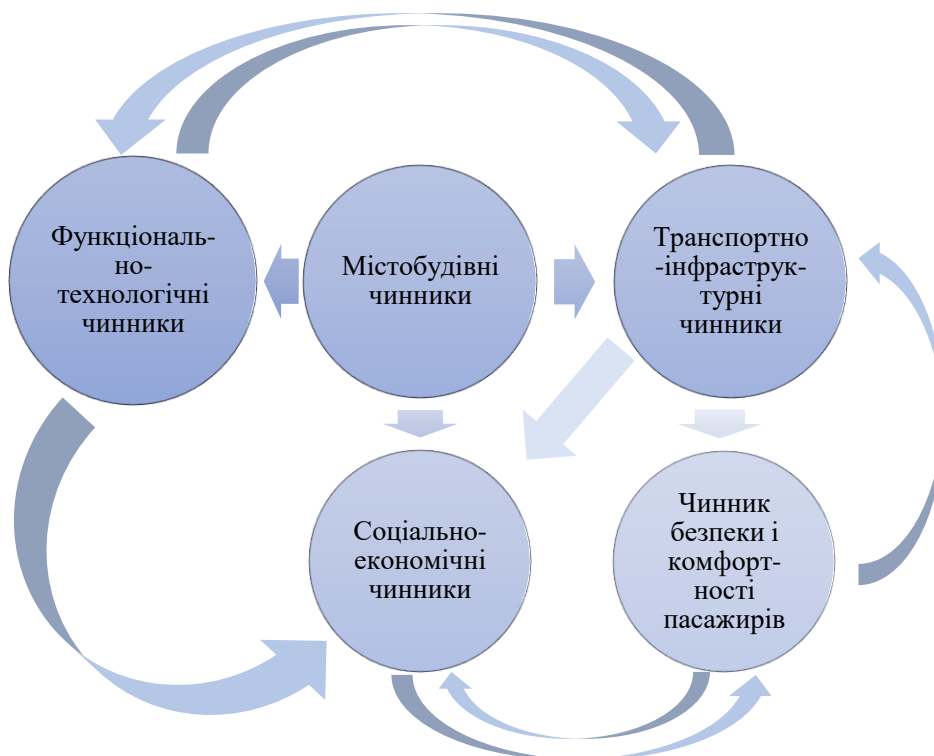 Функціональ-
но-
технологічні
чинники
Містобудівні
чинники
Транспортно
-інфраструк-
турні
чинники
Соціально-
економічні
чинники
Чинник
безпеки і
комфорт-
ності
пасажирів